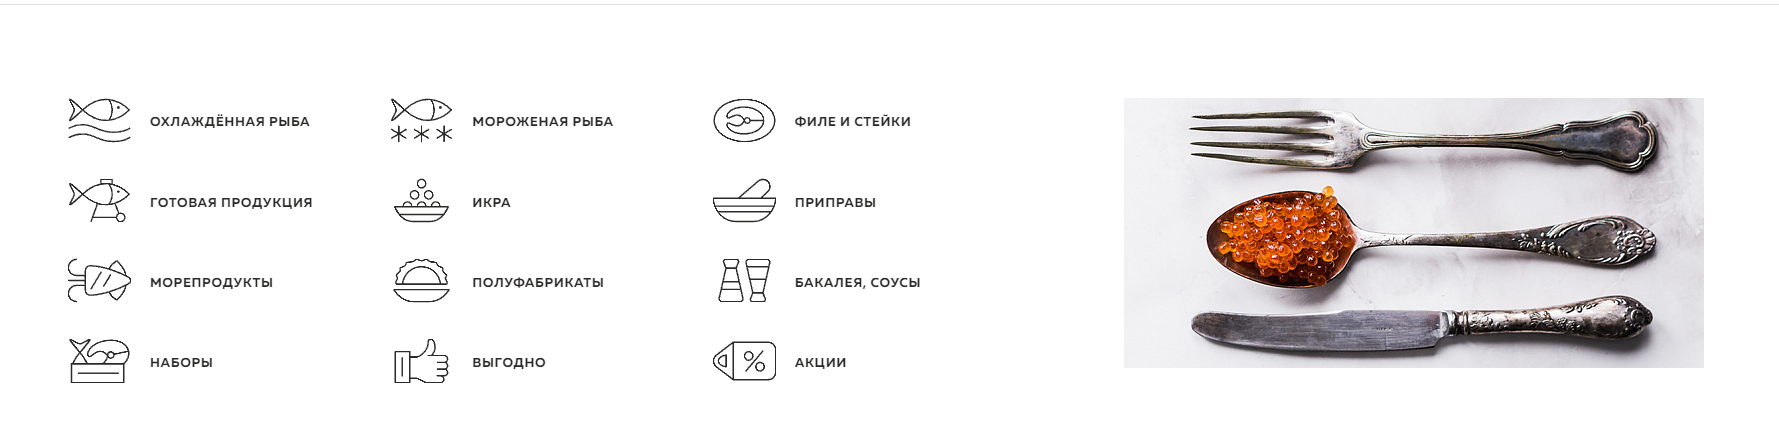 ОХЛАЖДЁННАЯ РЫБА
МОРОЖЕНАЯ РЫБА
ФИЛЕ И СТЕЙКИ
ГОТОВАЯ ПРОДУКЦИЯ
ИКРА
ПРИПРАВЫ
МОРЕПРОДУКТЫ
ПОЛУФАБРИКАТЫ
БАКАЛЕЯ, СОУСЫ
НАБОРЫ
ВЫГОДНО
%
АКЦИИ